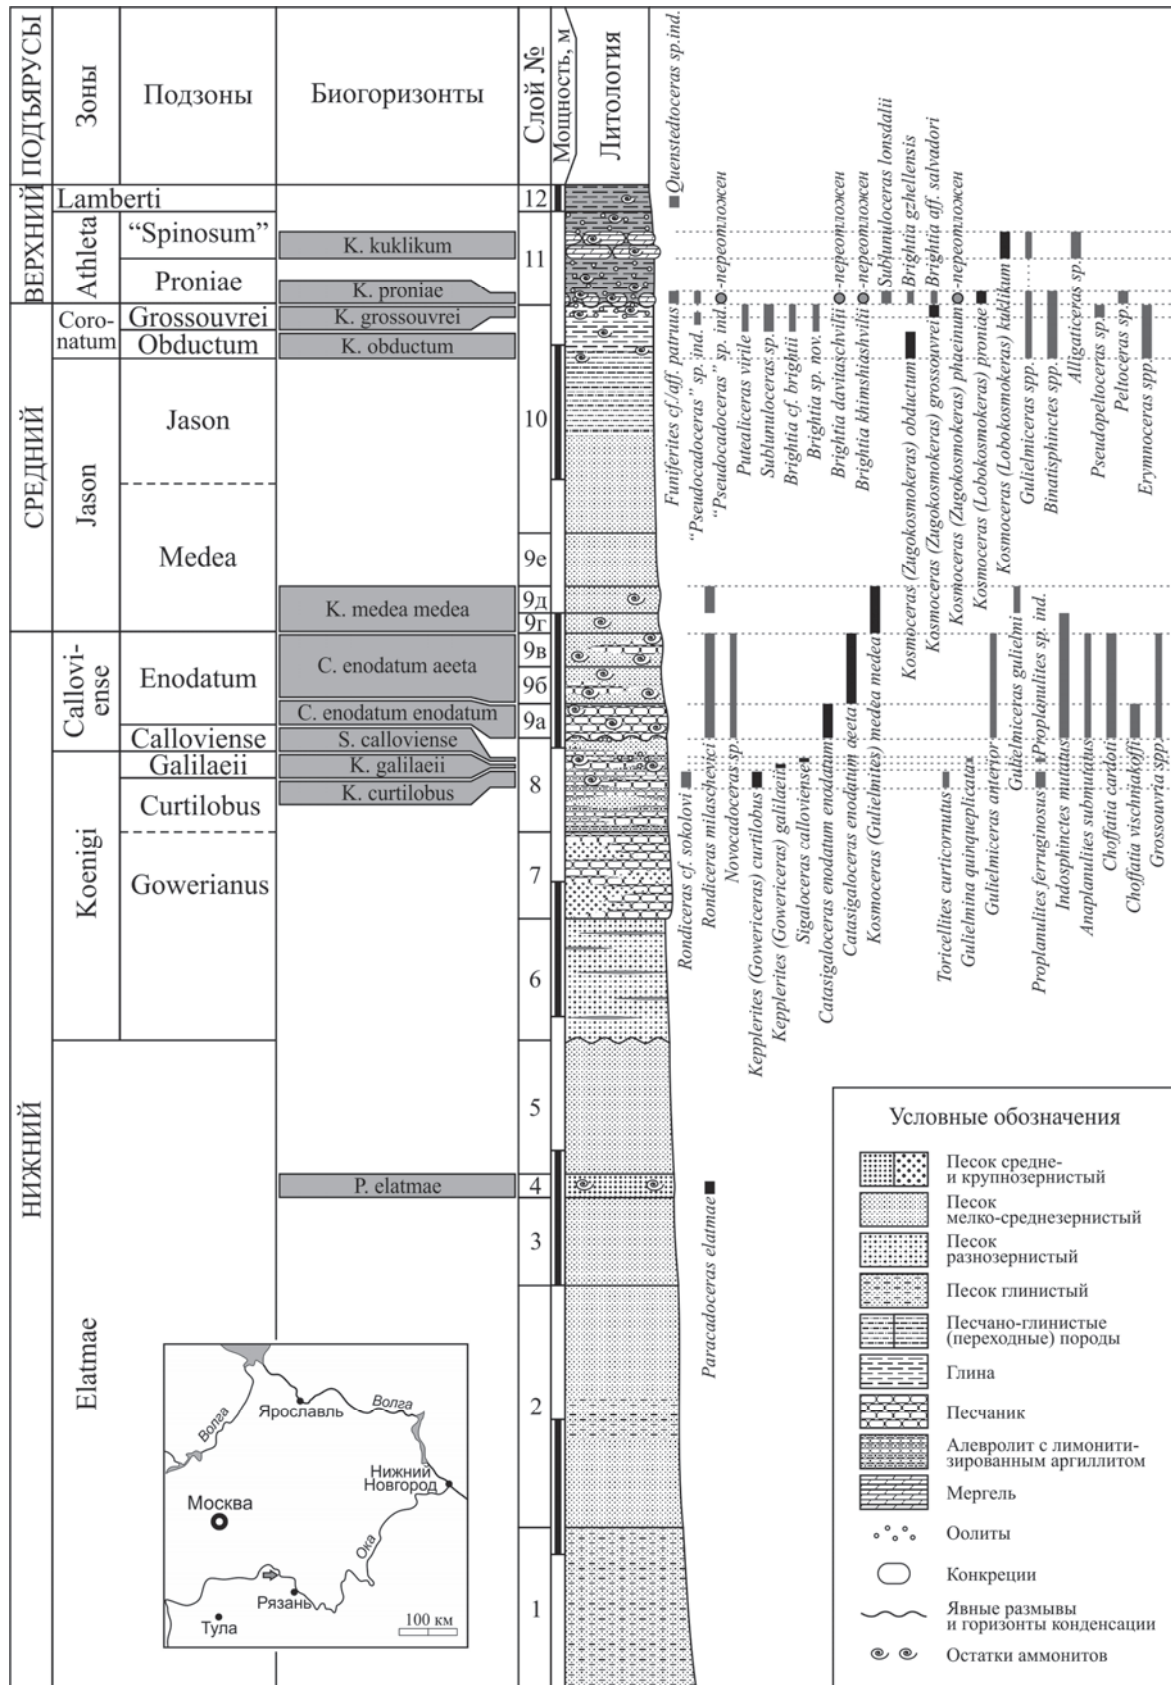 ПОДЪЯРУСЫ
Зоны
Подзоны
Биогоризонты
Слой №
Мощность, м
Литология
ВЕРХНИЙ
СРЕДНИЙ
НИЖНИЙ
Lamberti
Athleta
Coro-
natum
Jason
Callovi-
ense
Koenigi
Elatmae
“Spinosum”
Proniae
Grossouvrei
Obductum
Jason
Medea
Enodatum
Calloviense
Galilaeii
Curtilobus
Gowerianus
K. kuklikum
K. proniae
K. grossouvrei
K. obductum
K. medea medea
C. enodatum aeeta
C. enodatum enodatum
S. calloviense
K. galilaeii
K. curtilobus
P. elatmae
12
11
10
9е
9д
9г
9в
9б
9а
8
7
6
5
4
3
2
1
Quenstedtoceras sp.ind.
Funiferites cf./aff. patruus
“Pseudocadoceras” sp. ind.
“Pseudocadoceras” sp. ind.-переотложен
Putealiceras virile
Sublunuloceras sp.
Brightia cf. brightii
Brightia sp. nov.
Brightia davitaschvilii-переотложен
Brightia khimshiashvilii-переотложен
Sublunuloceras lonsdalii
Kosmoceras (Zugokosmokeras) obductum
Brightia gzhellensis
Kosmoceras (Zugokosmokeras) grossouvrei
Brightia aff. salvadori
Kosmoceras (Zugokosmokeras) phaeinum-переотложен
Kosmoceras (Lobokosmokeras) proniae
Kosmoceras (Lobokosmokeras) kuklikum
Gulielmiceras spp.
Binatisphinctes spp.
Alligaticeras sp.
Pseudopeltoceras sp.
Peltoceras sp.
Erymnoceras spp.
Rondiceras cf. sokolovi
Rondiceras milaschevici
Novocadoceras sp.
Kepplerites (Gowericeras) curtilobus
Kepplerites (Gowericeras) galilaeii
Sigaloceras calloviense
Catasigaloceras enodatum enodatum
Catasigaloceras enodatum aeeta
Kosmoceras (Gulielmites) medea medea
Toricellites curticornutus
Gulielmina quinqueplicata
Gulielmiceras anterior
Gulielmiceras gulielmi
Proplanulites ferruginosus
Proplanulites sp. ind.
Indosphinctes mutatus
Anaplanulites submutatus
Choffatia cardoti
Choffatia vischniakoffi
Grossouvria spp.
Paracadoceras elatmae
Волга
Ярославль
Волга
Нижний
Новгород
Москва
Ока
Рязань
Тула
100 км
Условные обозначения
Песок средне-
и крупнозернистый
Песок
мелко-среднезернистый
Песок
разнозернистый
Песок глинистый
Песчано-глинистые
(переходные) породы
Глина
Песчаник
Алевролит с лимонити-
зированным аргиллитом
Мергель
Оолиты
Конкреции
Явные размывы
и горизонты конденсации
Остатки аммонитов